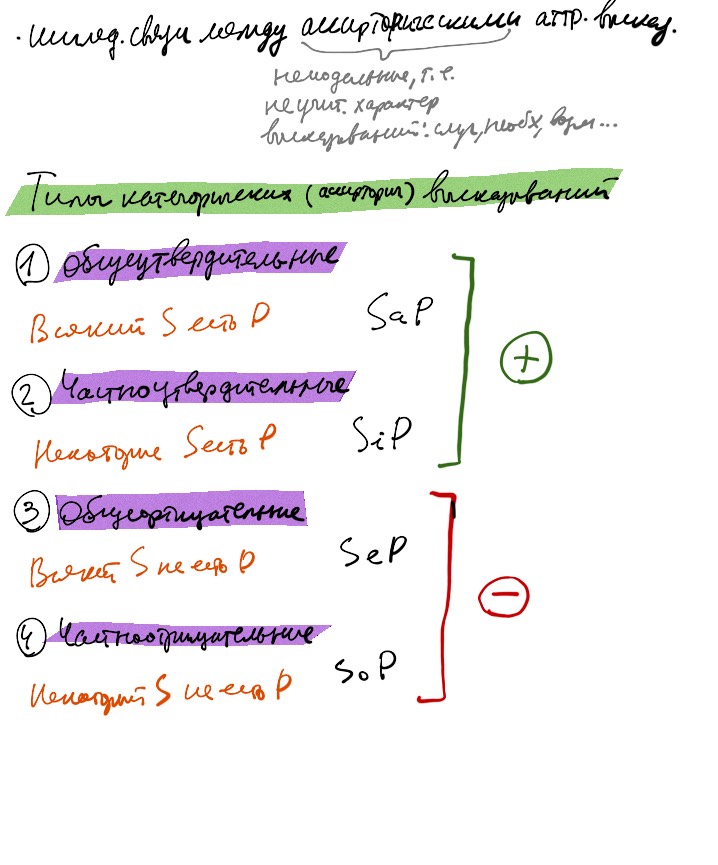 · исслед. связи между ассерторическими аттр. высказ.
немодальные, т.е.
не учит. характер
высказываний: случ, необх, возм...
Типы категорических (ассерторич) высказываний
1 Общеутвердительные
Всякий S есть P SaP
+
2 Частноутвердительные
Некоторые S есть P SiP
3 Общеотрицательные
Всякий S не есть P SeP
−
4 Частноотрицательные
Некоторый S не есть P SoP